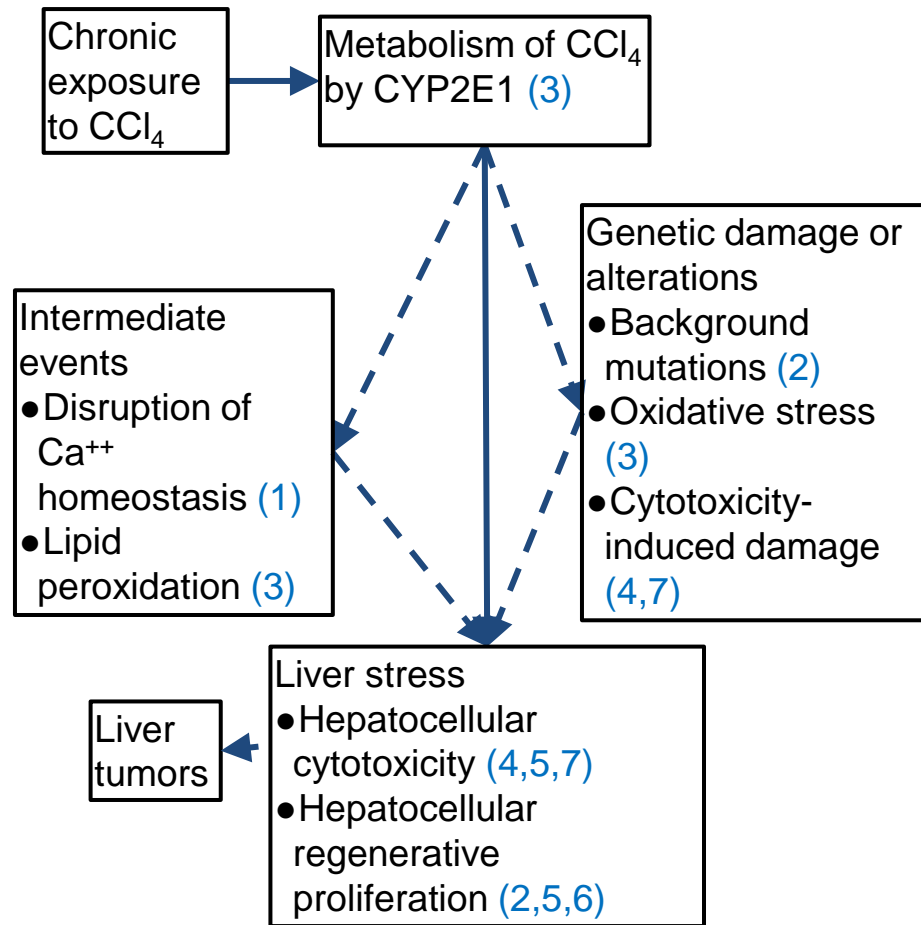 Chronic
exposure
to CCl₄
Metabolism of CCl₄
by CYP2E1 (3)
Genetic damage or
alterations
●Background
mutations (2)
●Oxidative stress
(3)
●Cytotoxicity-
induced damage
(4,7)
Intermediate
events
●Disruption of
Ca⁺⁺
homeostasis (1)
●Lipid
peroxidation (3)
Liver stress
●Hepatocellular
cytotoxicity (4,5,7)
●Hepatocellular
regenerative
proliferation (2,5,6)
Liver
tumors